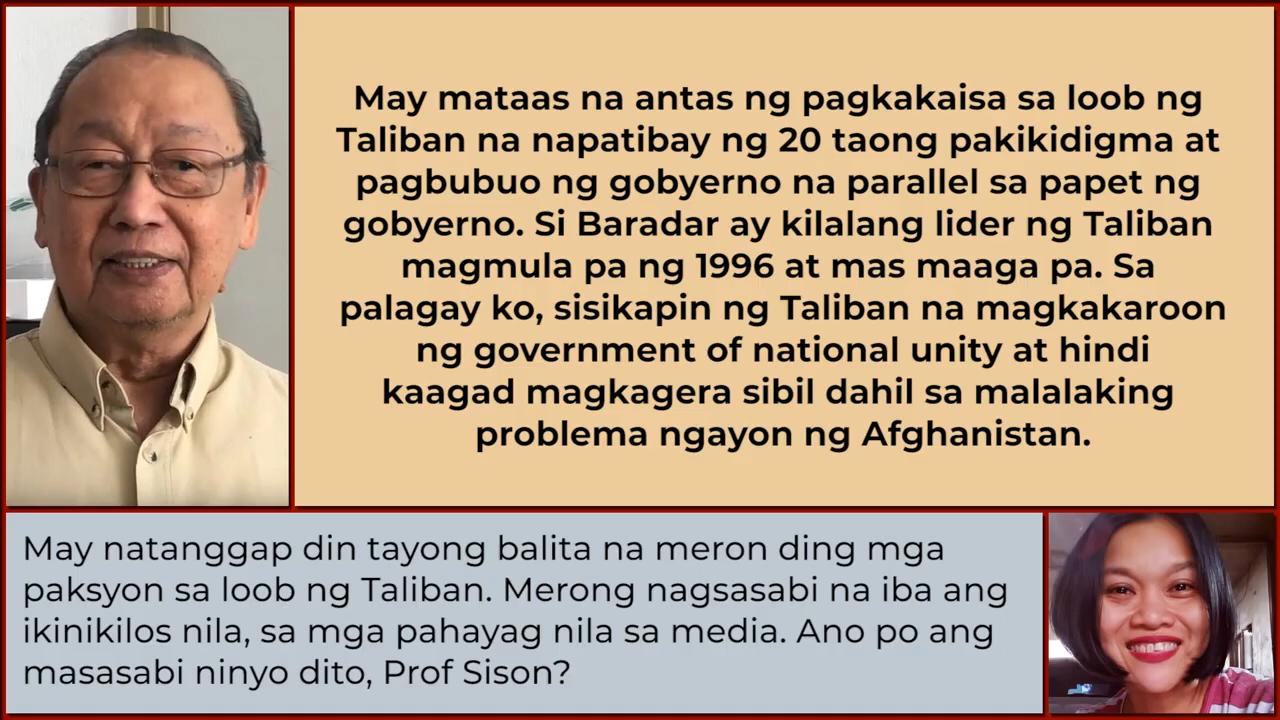 May mataas na antas ng pagkakaisa sa loob ng
Taliban na napatibay ng 20 taong pakikidigma at
pagbubuo ng gobyerno na parallel sa papet ng
gobyerno. Si Baradar ay kilalang lider ng Taliban
magmula pa ng 1996 at mas maaga pa. Sa
palagay ko, sisikapin ng Taliban na magkakaroon
ng government of national unity at hindi
kaagad magkagera sibil dahil sa malalaking
problema ngayon ng Afghanistan.
May natanggap din tayong balita na meron ding mga
paksyon sa loob ng Taliban. Merong nagsasabi na iba ang
ikinikilos nila, sa mga pahayag nila sa media. Ano po ang
masasabi ninyo dito, Prof Sison?